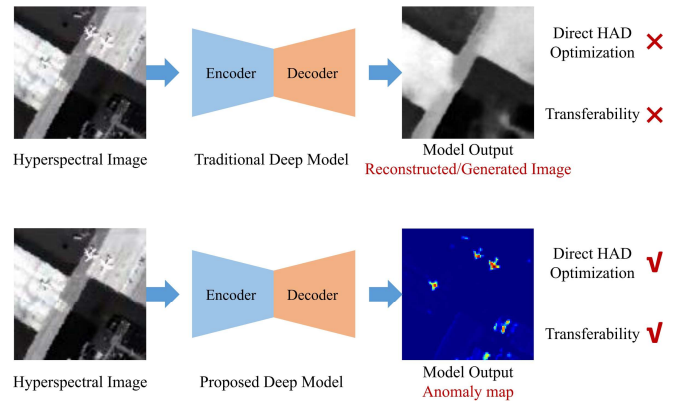 Direct HAD
Optimization ×
Encoder Decoder
Transferability ×
Hyperspectral Image
Traditional Deep Model
Model Output
Reconstructed/Generated Image
Direct HAD
Optimization √
Encoder Decoder
Transferability √
Hyperspectral Image
Proposed Deep Model
Model Output
Anomaly map